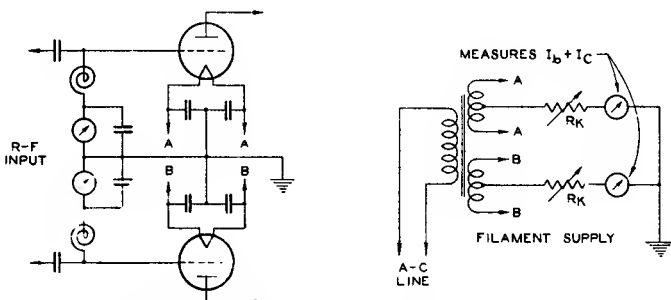 R-F
INPUT
A
A
B
B
MEASURES I_b + I_C
A
R_K
A
B
R_K
B
FILAMENT SUPPLY
A-C
LINE